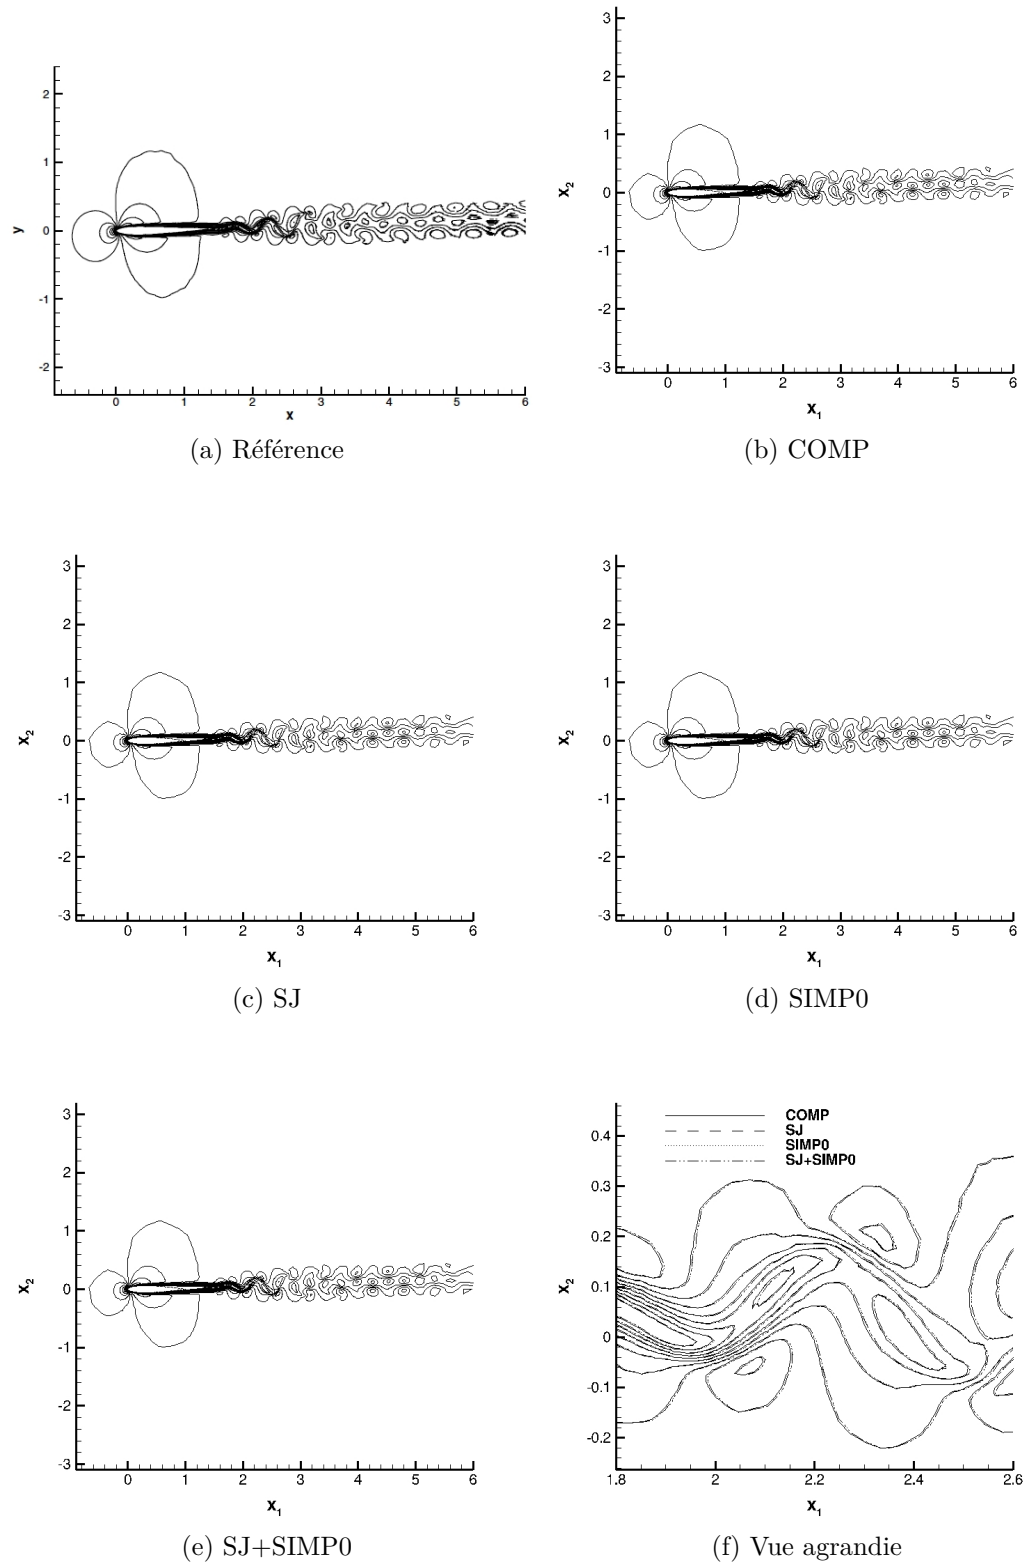 2
1
0
-1
-2
y
0 1 2 3 4 5 6
x
(a) Référence
3
2
1
0
-1
-2
-3
x2
0 1 2 3 4 5 6
x1
(b) COMP
3
2
1
0
-1
-2
-3
x2
0 1 2 3 4 5 6
x1
(c) SJ
3
2
1
0
-1
-2
-3
x2
0 1 2 3 4 5 6
x1
(d) SIMP0
3
2
1
0
-1
-2
-3
x2
0 1 2 3 4 5 6
x1
(e) SJ+SIMP0
COMP
SJ
SIMP0
SJ+SIMP0
0.4
0.3
0.2
0.1
0
-0.1
-0.2
x2
1.8 2 2.2 2.4 2.6
x1
(f) Vue agrandie